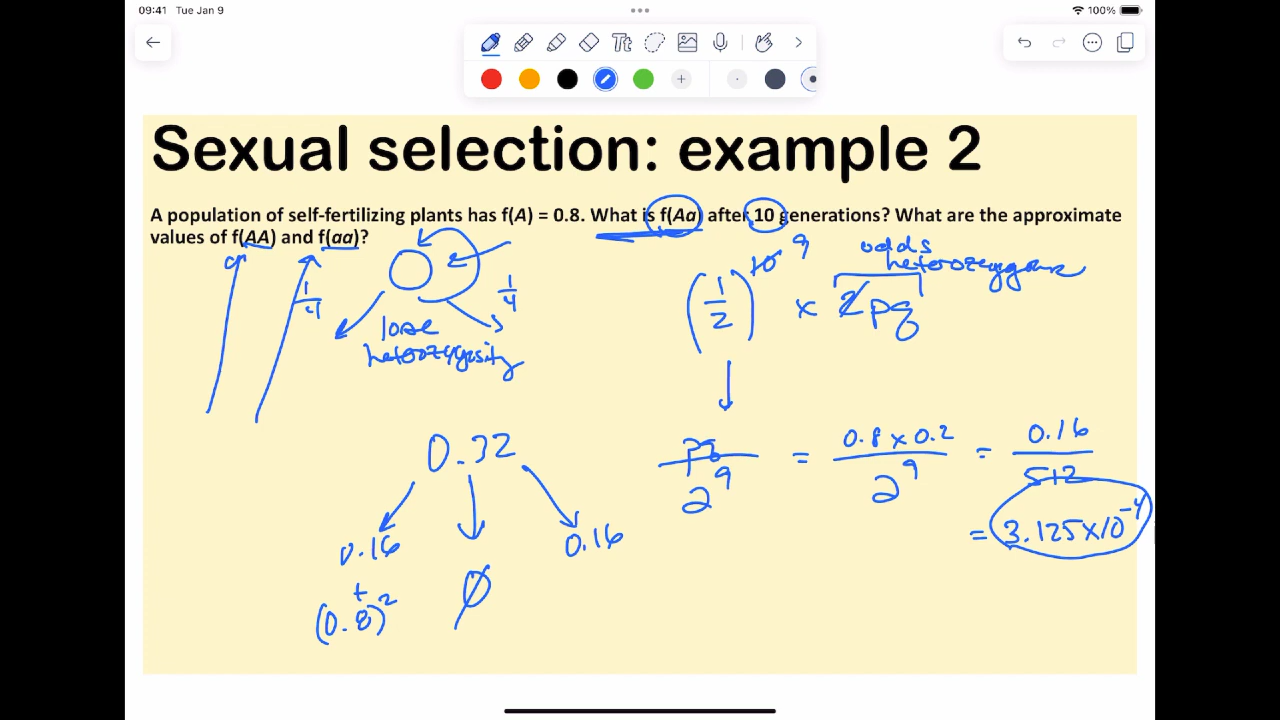 09:41 Tue Jan 9
100%
Tt
Sexual selection: example 2
A population of self-fertilizing plants has f(A) = 0.8. What is f(Aa) after 10 generations? What are the approximate
values of f(AA) and f(aa)?
odds
heterozygous
1/4
1/4
lose
heterozygosity
(1/2)^10 9 × 2pq
0.32
0.16
0.16
+
(0.8)²
∅
pq/2^9 = 0.8 x 0.2/2^9 = 0.16/512
= 3.125×10^-4